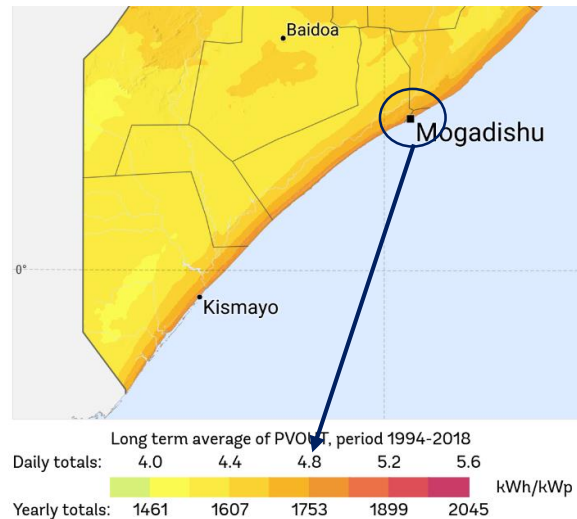 Baidoa
Mogadishu
0°
Kismayo
Long term average of PVOUT, period 1994-2018
Daily totals: 4.0 4.4 4.8 5.2 5.6
kWh/kWp
Yearly totals: 1461 1607 1753 1899 2045